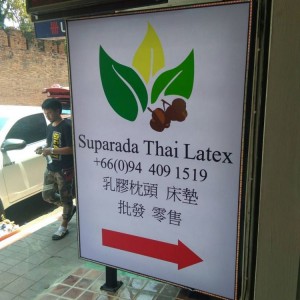 Suparada Thai Latex
+66(0)94 409 1519
乳膠枕頭 床墊
批發 零售